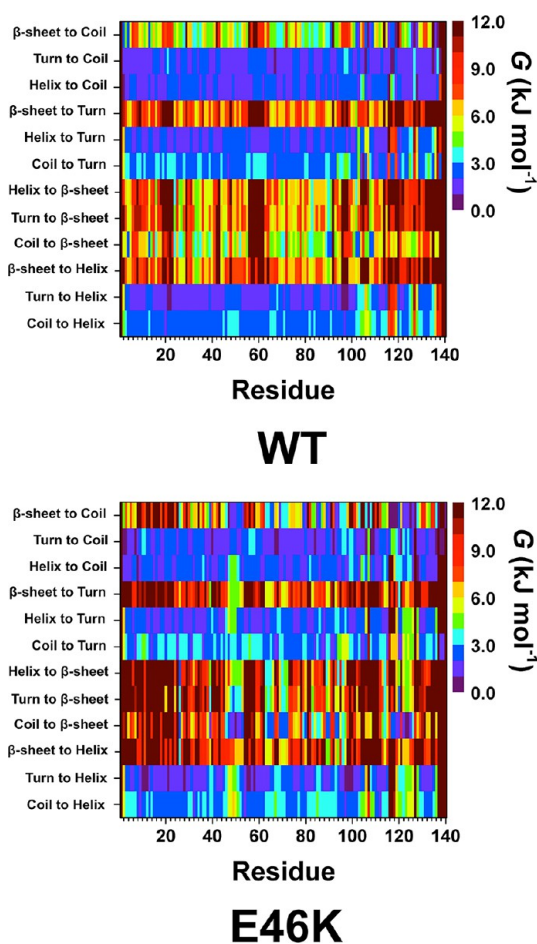 β-sheet to Coil
Turn to Coil
Helix to Coil
β-sheet to Turn
Helix to Turn
Coil to Turn
Helix to β-sheet
Turn to β-sheet
Coil to β-sheet
β-sheet to Helix
Turn to Helix
Coil to Helix
12.0
9.0
6.0
3.0
0.0
G (kJ mol-1)
20 40 60 80 100 120 140
Residue
WT
β-sheet to Coil
Turn to Coil
Helix to Coil
β-sheet to Turn
Helix to Turn
Coil to Turn
Helix to β-sheet
Turn to β-sheet
Coil to β-sheet
β-sheet to Helix
Turn to Helix
Coil to Helix
12.0
9.0
6.0
3.0
0.0
G (kJ mol-1)
20 40 60 80 100 120 140
Residue
E46K